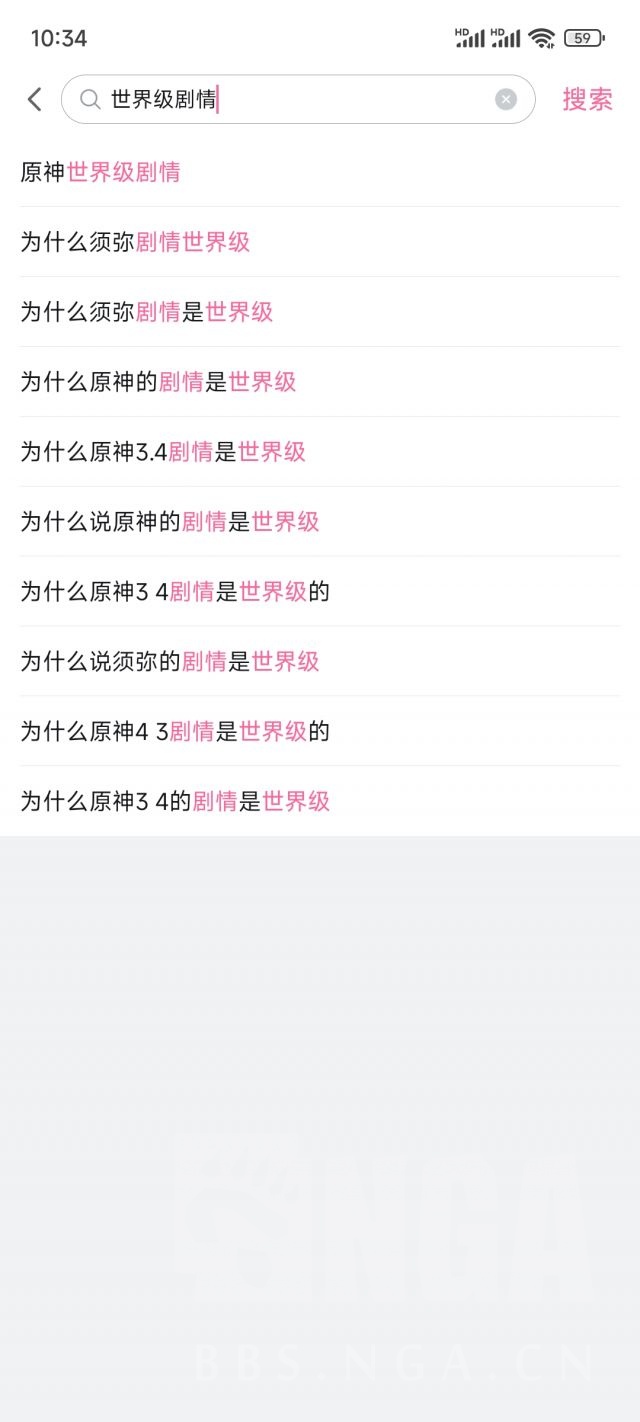 10:34
HD HD 59
世界级剧情
搜索
原神世界级剧情
为什么须弥剧情世界级
为什么须弥剧情是世界级
为什么原神的剧情是世界级
为什么原神3.4剧情是世界级
为什么说原神的剧情是世界级
为什么原神3 4剧情是世界级的
为什么说须弥的剧情是世界级
为什么原神4 3剧情是世界级的
为什么原神3 4的剧情是世界级
NGA
BBS.NGA.CN